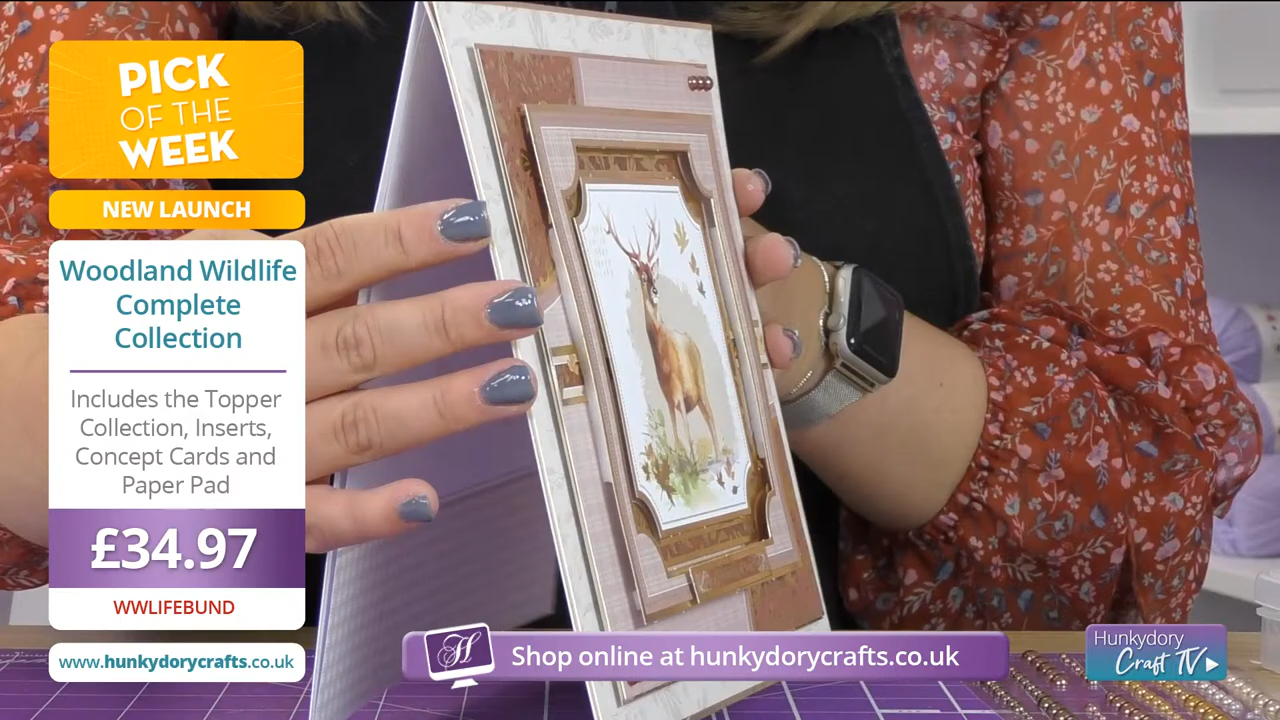 PICK
OF THE
WEEK
NEW LAUNCH
Woodland Wildlife
Complete
Collection
Includes the Topper
Collection, Inserts,
Concept Cards and
Paper Pad
£34.97
WWLIFEBUND
www.hunkydorycrafts.co.uk
H
Shop online at hunkydorycrafts.co.uk
Hunkydory
Craft TV